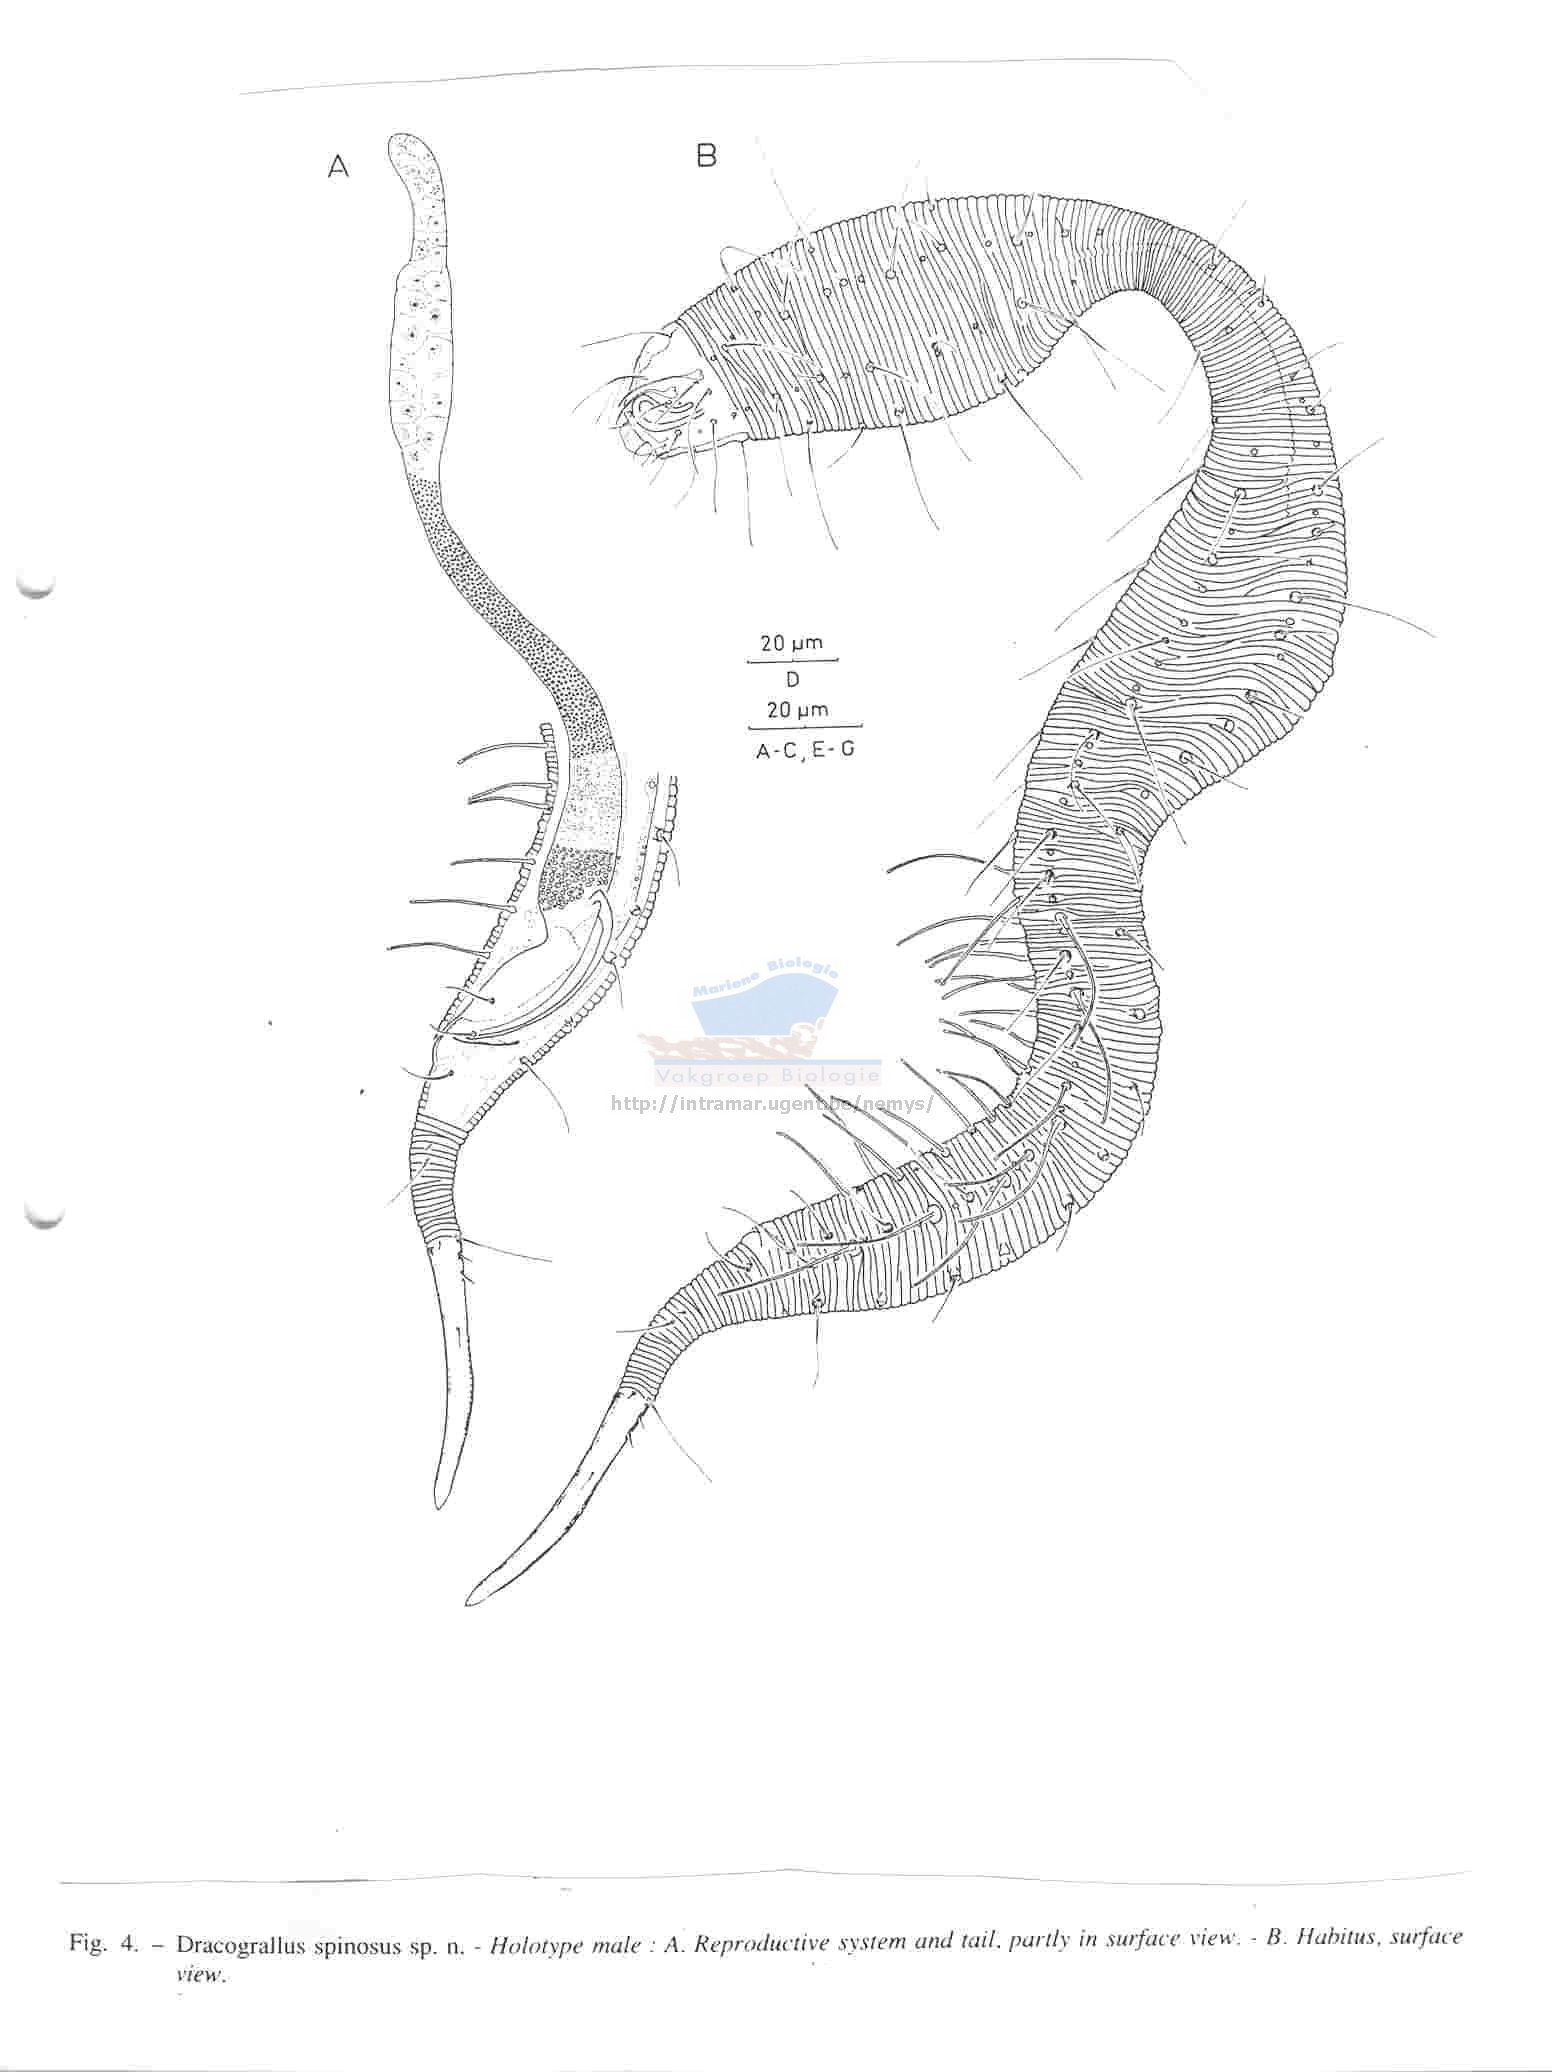 A
B
20 µm
D
20 µm
A-C, E-G
Mariene Biologie
Vakgroep Biologie
http://intramar.ugent.be/nemys/
Fig. 4. – Dracograllus spinosus sp. n. - Holotype male : A. Reproductive system and tail, partly in surface view. - B. Habitus, surface
view.